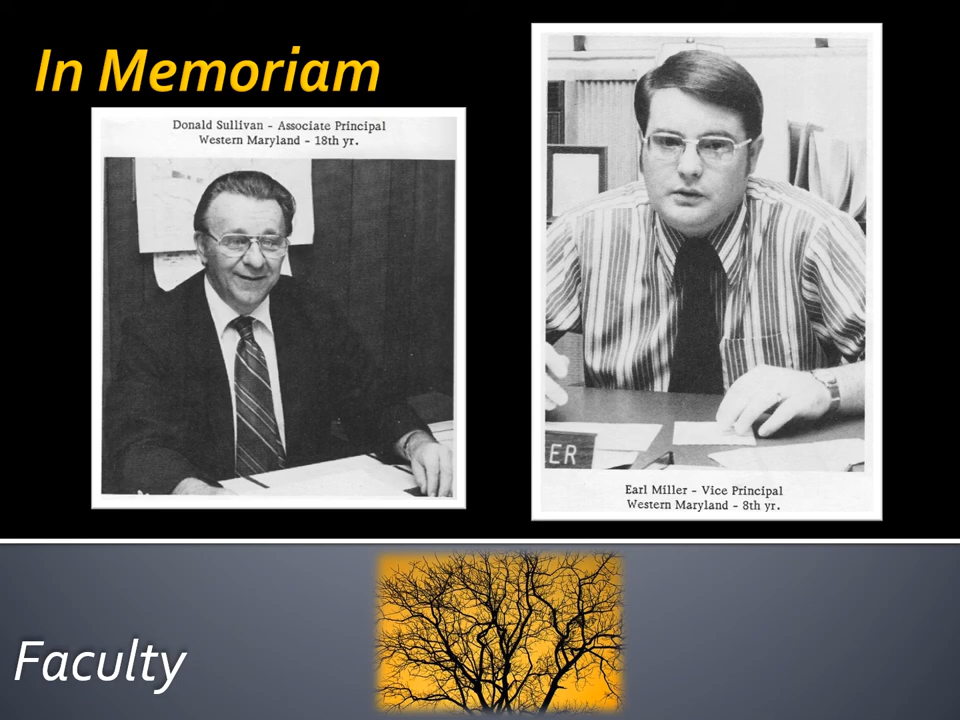 In Memoriam
Donald Sullivan - Associate Principal
Western Maryland - 18th yr.
ER
Earl Miller - Vice Principal
Western Maryland - 8th yr.
Faculty